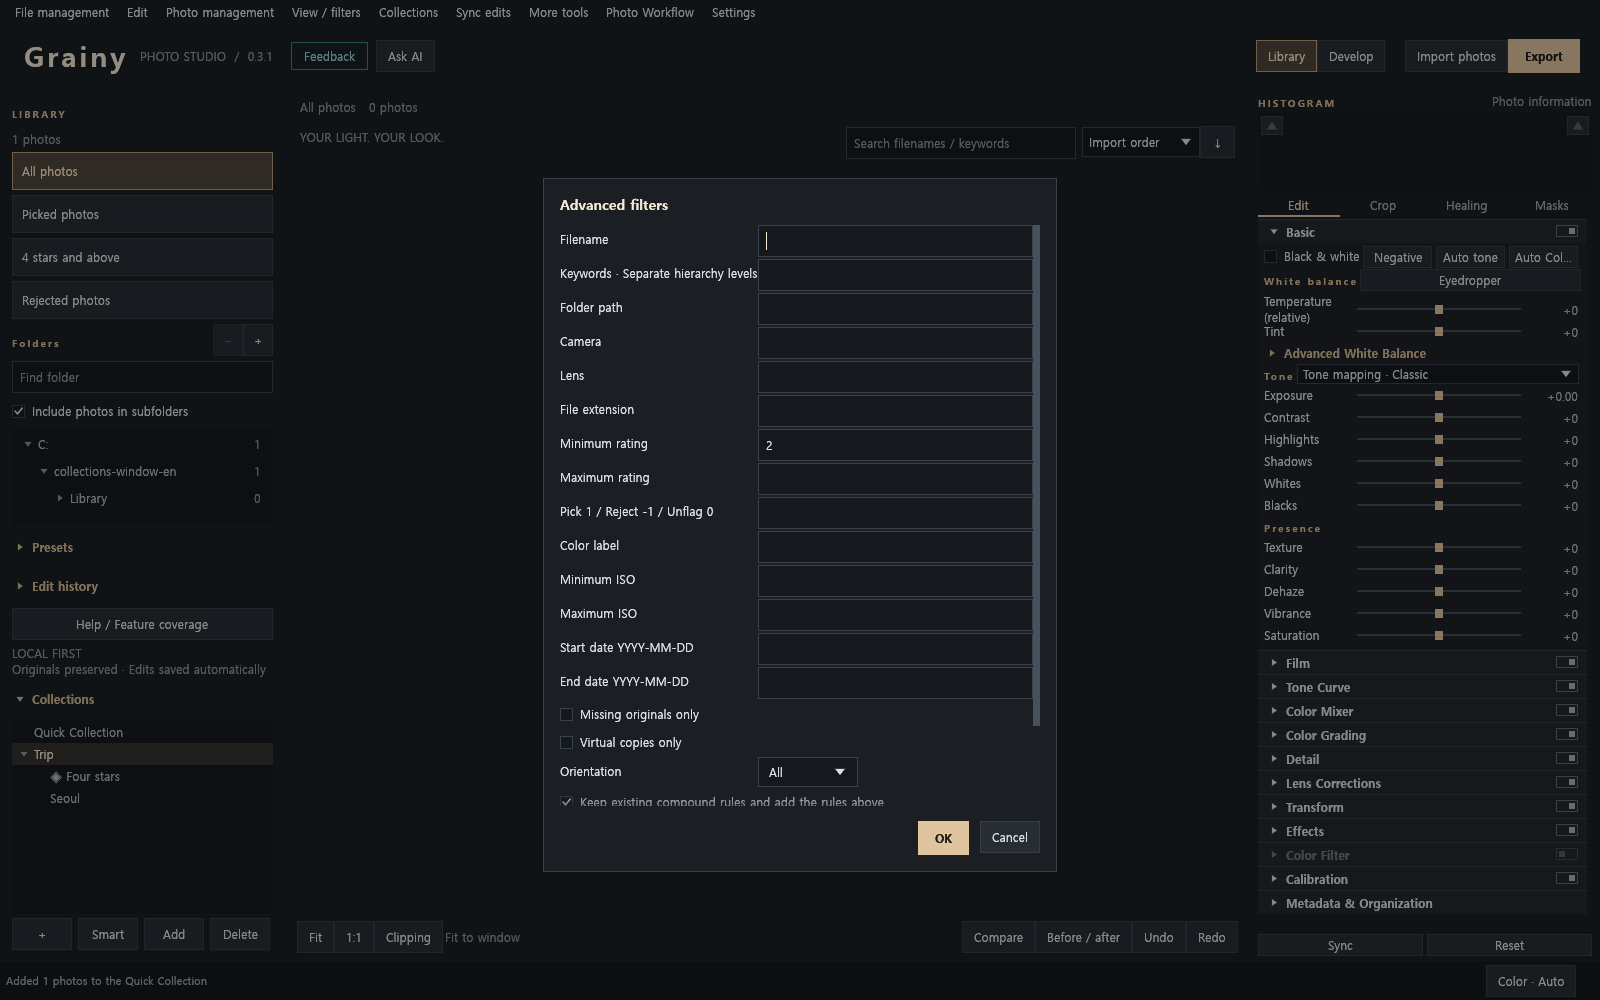 File management Edit Photo management View / filters Collections Sync edits More tools Photo Workflow Settings
Grainy PHOTO STUDIO / 0.3.1 Feedback Ask AI Library Develop Import photos Export
LIBRARY
1 photos
All photos
Picked photos
4 stars and above
Rejected photos
Folders − +
Find folder
Include photos in subfolders
C: 1
collections-window-en 1
Library 0
Presets
Edit history
Help / Feature coverage
LOCAL FIRST
Originals preserved · Edits saved automatically
Collections
Quick Collection
Trip
Four stars
Seoul
+ Smart Add Delete
All photos 0 photos
YOUR LIGHT. YOUR LOOK.
Search filenames / keywords Import order ↓
Advanced filters
Filename
Keywords · Separate hierarchy levels
Folder path
Camera
Lens
File extension
Minimum rating 2
Maximum rating
Pick 1 / Reject -1 / Unflag 0
Color label
Minimum ISO
Maximum ISO
Start date YYYY-MM-DD
End date YYYY-MM-DD
Missing originals only
Virtual copies only
Orientation All
Keep existing compound rules and add the rules above
OK Cancel
Fit 1:1 Clipping Fit to window Compare Before / after Undo Redo
HISTOGRAM Photo information
Edit Crop Healing Masks
Basic
Black & white Negative Auto tone Auto Col...
White balance Eyedropper
Temperature
(relative) +0
Tint +0
Advanced White Balance
Tone Tone mapping · Classic
Exposure +0.00
Contrast +0
Highlights +0
Shadows +0
Whites +0
Blacks +0
Presence
Texture +0
Clarity +0
Dehaze +0
Vibrance +0
Saturation +0
Film
Tone Curve
Color Mixer
Color Grading
Detail
Lens Corrections
Transform
Effects
Color Filter
Calibration
Metadata & Organization
Sync Reset
Added 1 photos to the Quick Collection Color · Auto